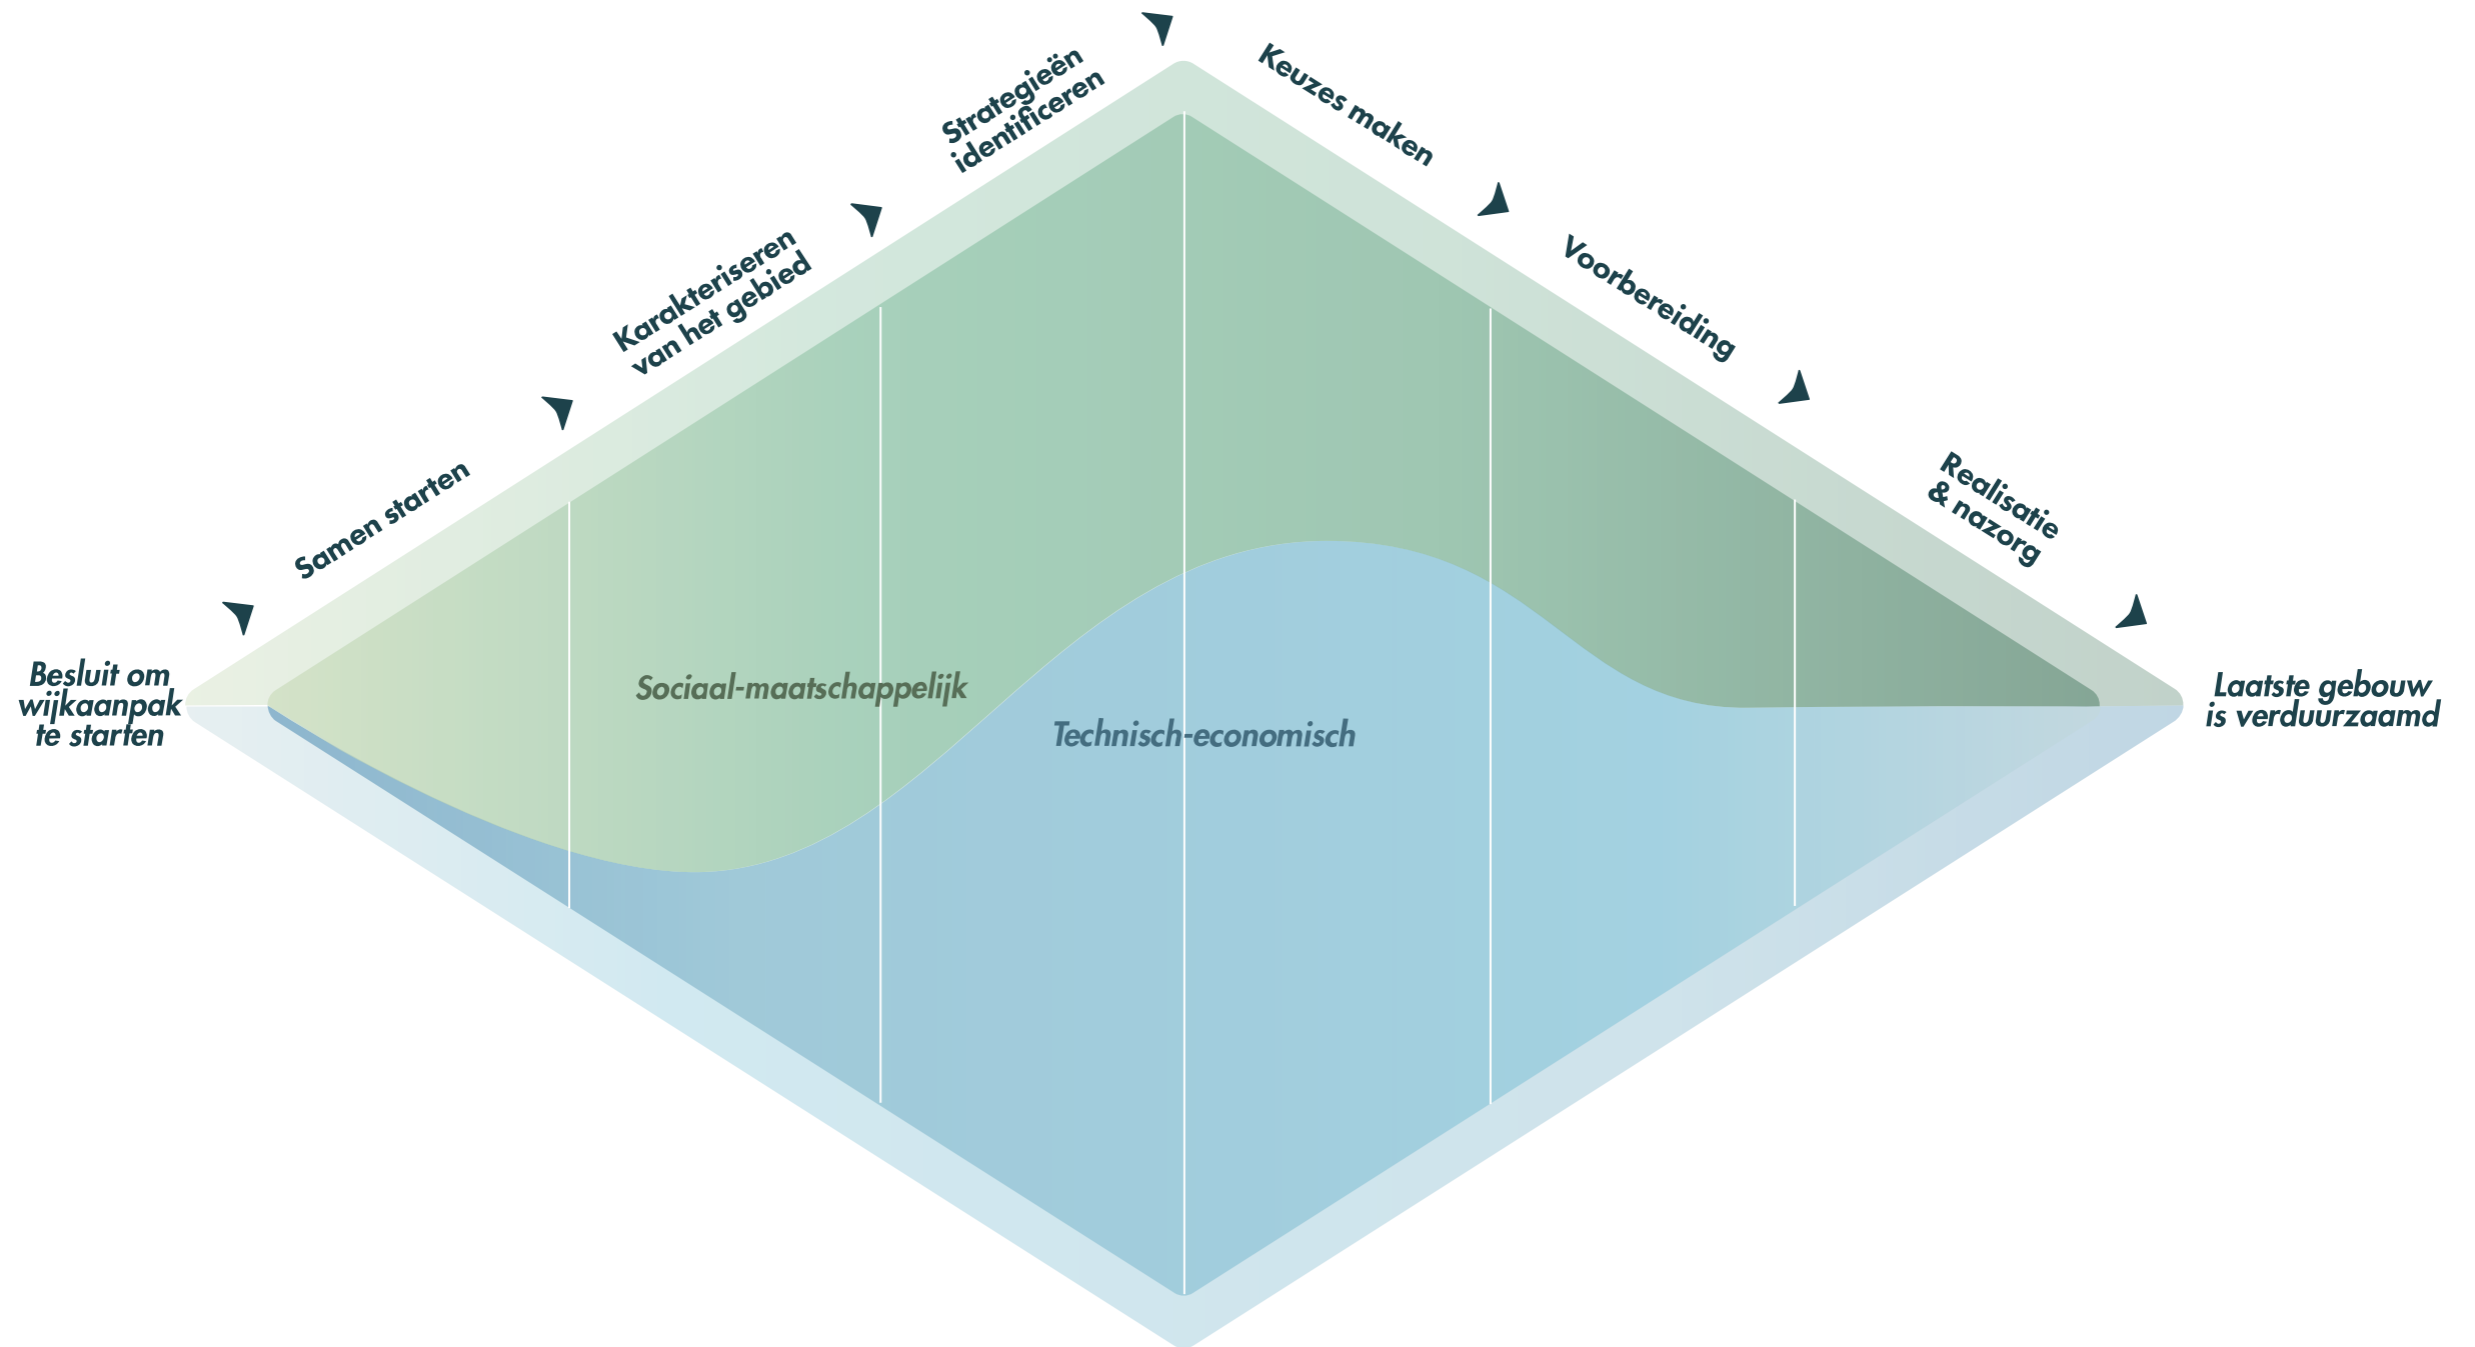 Besluit om
wijkaanpak
te starten
Samen starten
Karakteriseren
van het gebied
Strategieën
identificeren
Keuzes maken
Voorbereiding
Realisatie
& nazorg
Laatste gebouw
is verduurzaamd
Sociaal-maatschappelijk
Technisch-economisch